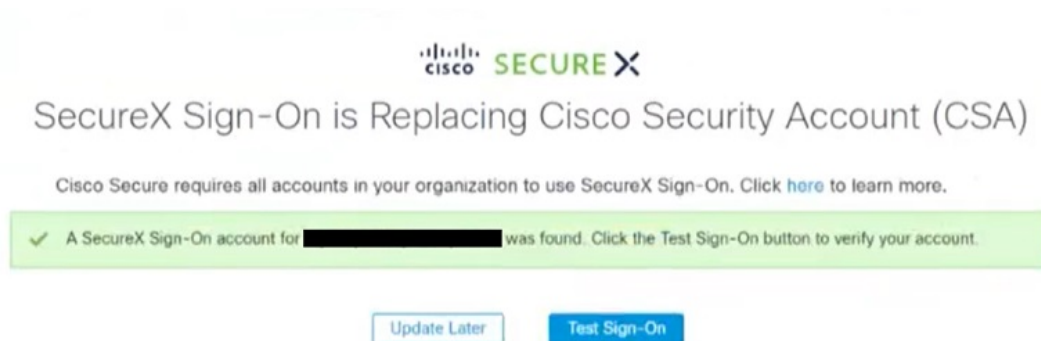 CISCO SECURE X
SecureX Sign-On is Replacing Cisco Security Account (CSA)
Cisco Secure requires all accounts in your organization to use SecureX Sign-On. Click here to learn more.
A SecureX Sign-On account for was found. Click the Test Sign-On button to verify your account.
Update Later Test Sign-On